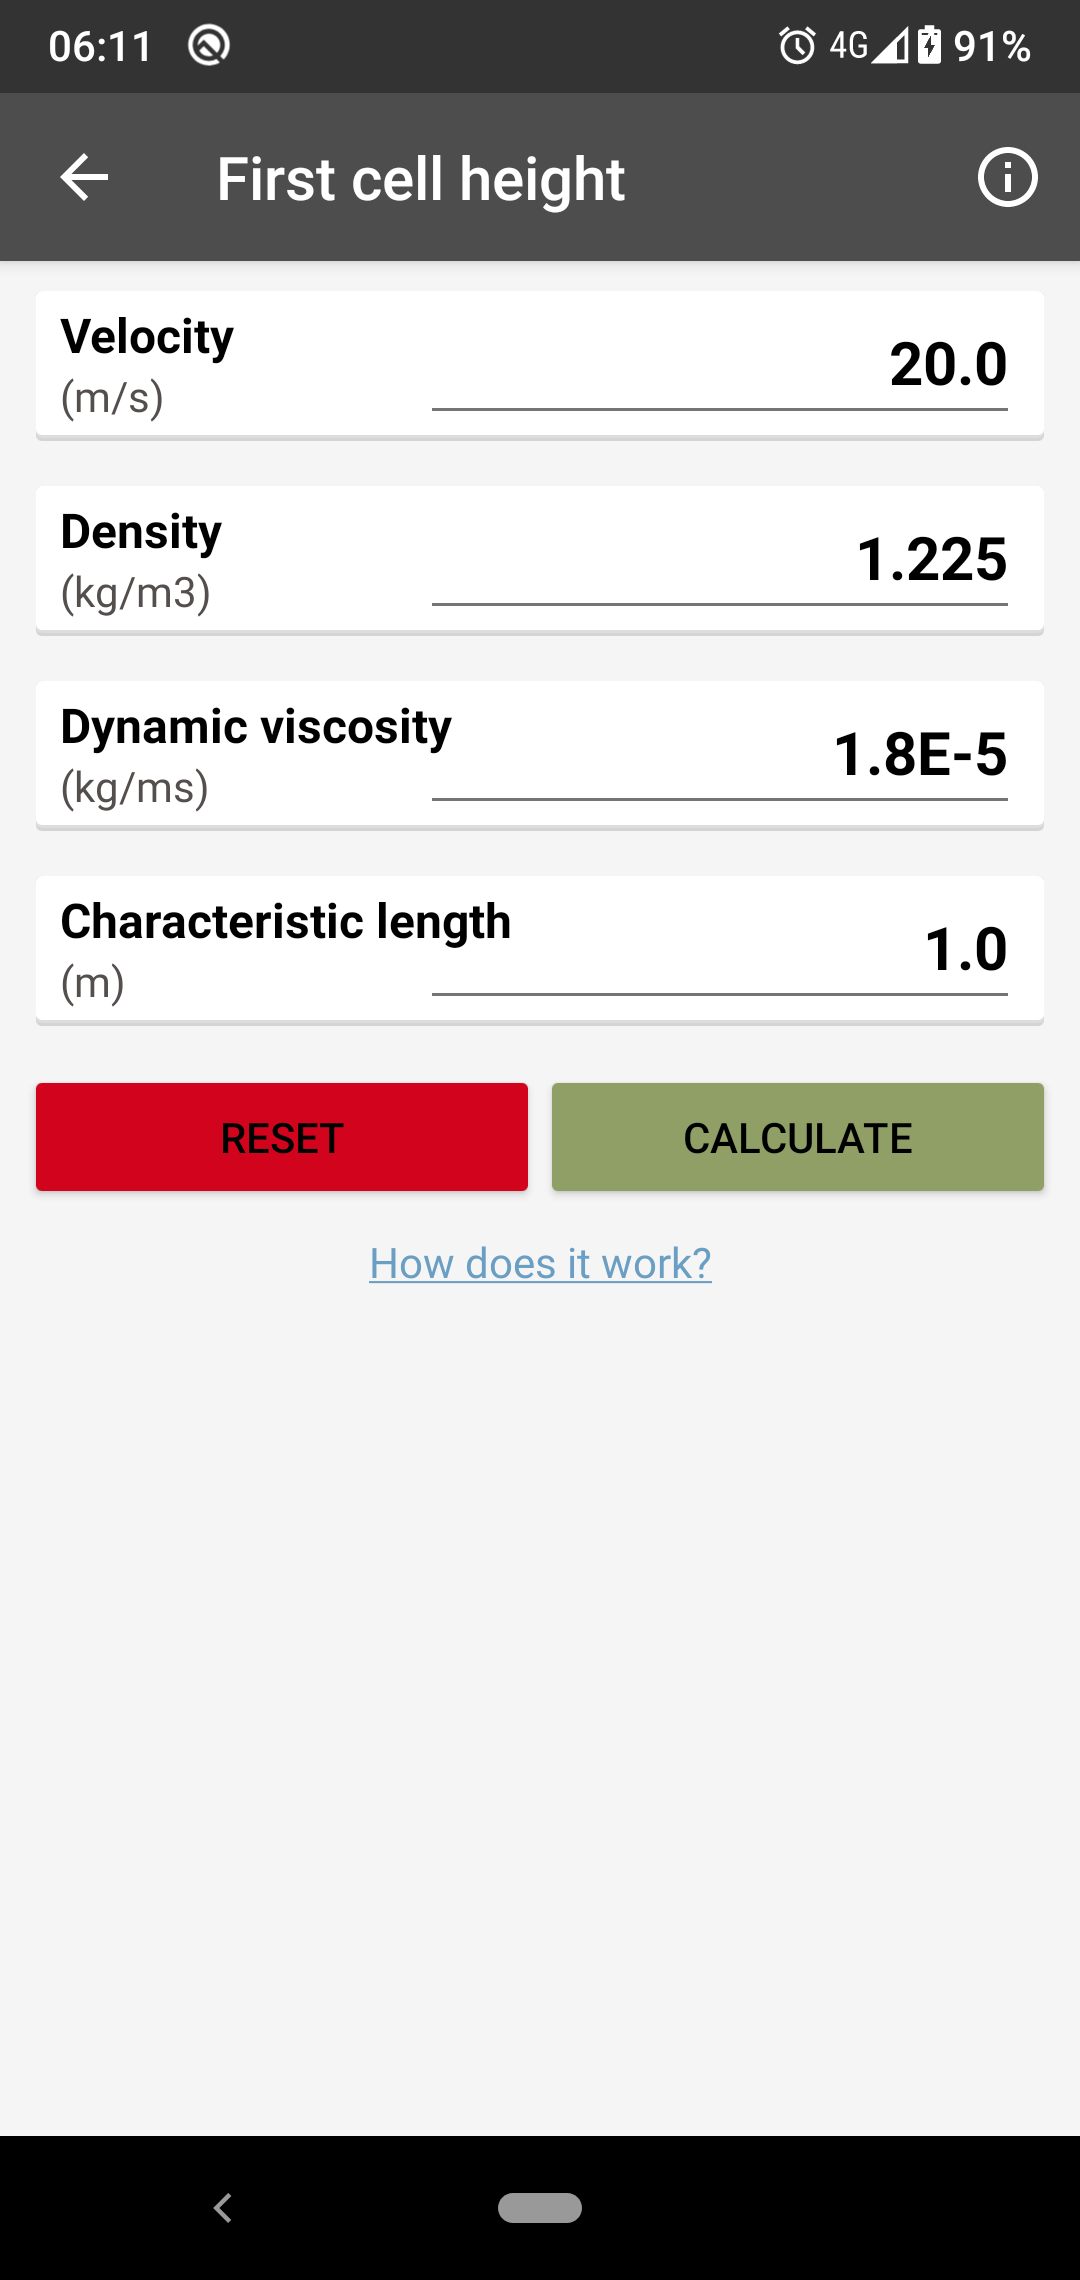 06:11
4G 91%
First cell height
Velocity
(m/s)
20.0
Density
(kg/m3)
1.225
Dynamic viscosity
(kg/ms)
1.8E-5
Characteristic length
(m)
1.0
RESET
CALCULATE
How does it work?